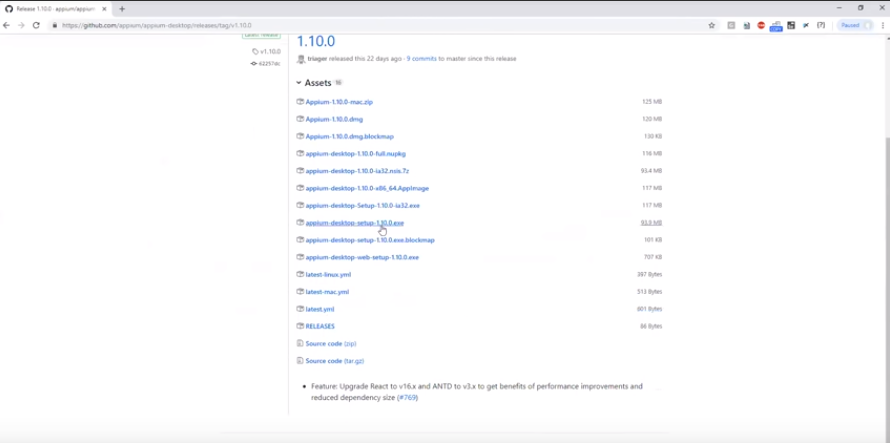 Release 1.10.0 · appium/appium
https://github.com/appium/appium-desktop/releases/tag/v1.10.0
Paused
Latest release
1.10.0
v1.10.0
triager released this 22 days ago · 9 commits to master since this release
Assets 16
Appium-1.10.0-mac.zip 125 MB
Appium-1.10.0.dmg 120 MB
Appium-1.10.0.dmg.blockmap 130 KB
appium-desktop-1.10.0-full.nupkg 116 MB
appium-desktop-1.10.0-ia32.nsis.7z 93.4 MB
appium-desktop-1.10.0-x86_64.AppImage 117 MB
appium-desktop-Setup-1.10.0-ia32.exe 117 MB
appium-desktop-setup-1.10.0.exe 93.9 MB
appium-desktop-setup-1.10.0.exe.blockmap 101 KB
appium-desktop-web-setup-1.10.0.exe 707 KB
latest-linux.yml 397 Bytes
latest-mac.yml 513 Bytes
latest.yml 801 Bytes
RELEASES 86 Bytes
Source code (zip)
Source code (tar.gz)
• Feature: Upgrade React to v16.x and ANTD to v3.x to get benefits of performance improvements and
reduced dependency size (#769)